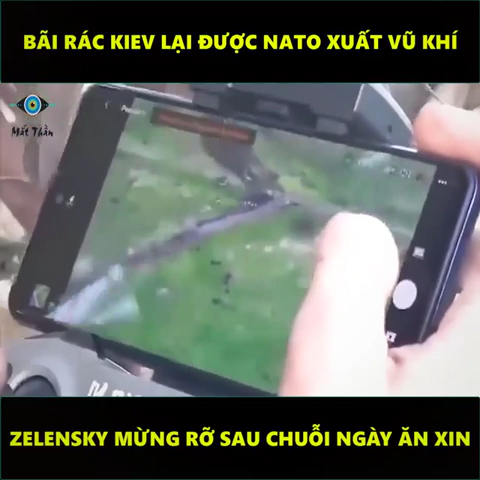 BÃI RÁC KIEV LẠI ĐƯỢC NATO XUẤT VŨ KHÍ
Mắt Thần
ZELENSKY MỪNG RỠ SAU CHUỖI NGÀY ĂN XIN